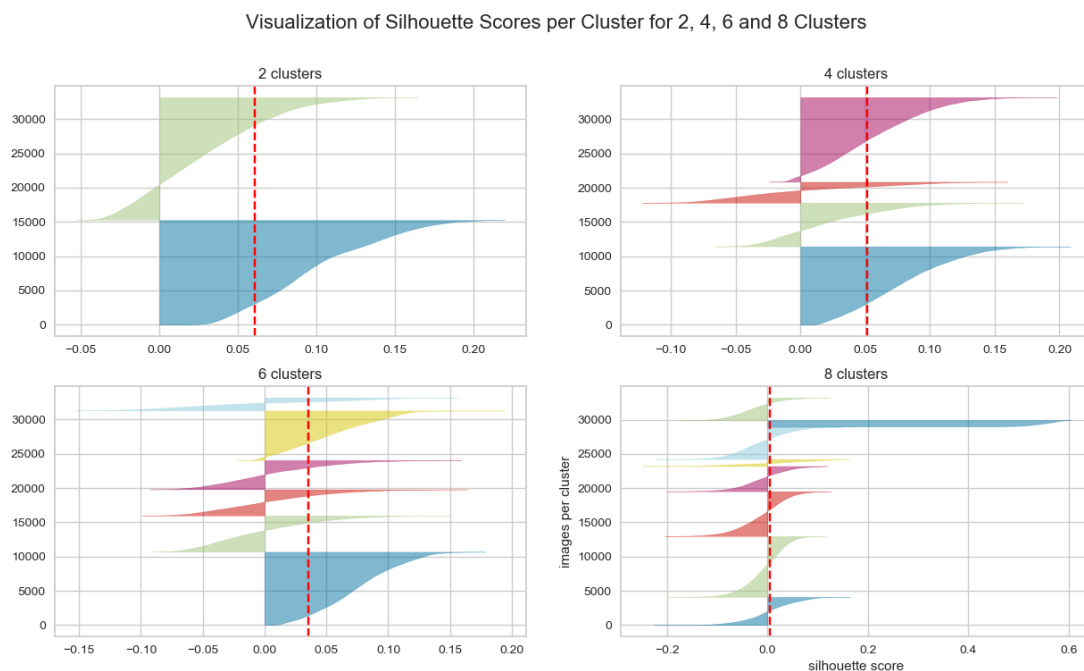 Visualization of Silhouette Scores per Cluster for 2, 4, 6 and 8 Clusters
2 clusters
30000
25000
20000
15000
10000
5000
0
−0.05 0.00 0.05 0.10 0.15 0.20
4 clusters
30000
25000
20000
15000
10000
5000
0
−0.10 −0.05 0.00 0.05 0.10 0.15 0.20
6 clusters
30000
25000
20000
15000
10000
5000
0
−0.15 −0.10 −0.05 0.00 0.05 0.10 0.15 0.20
8 clusters
images per cluster
30000
25000
20000
15000
10000
5000
0
−0.2 0.0 0.2 0.4 0.6
silhouette score